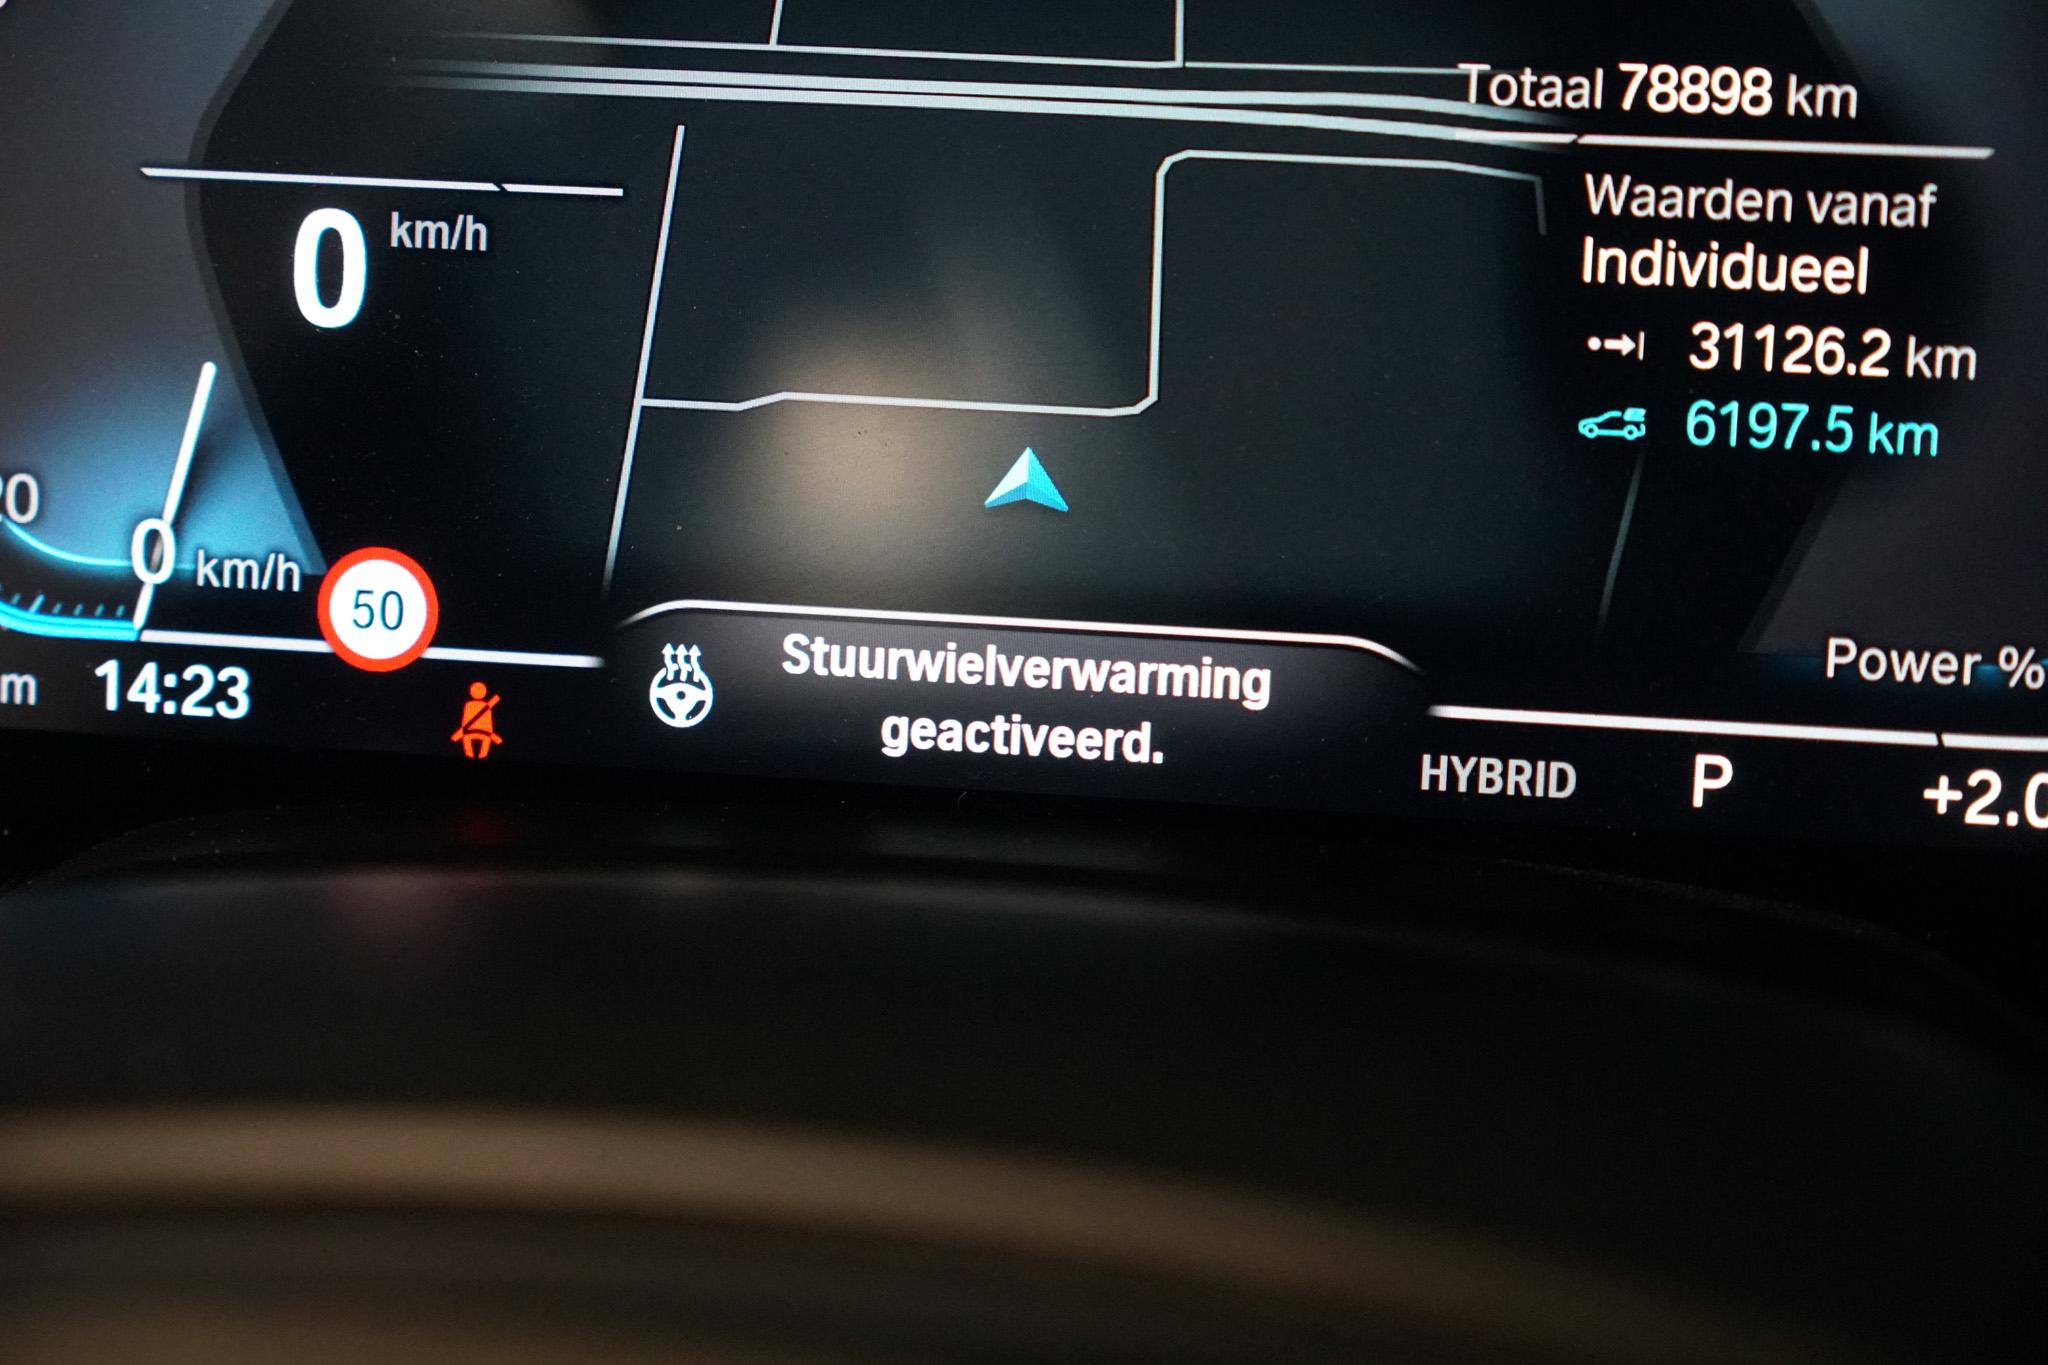 Totaal 78898 km
Waarden vanaf
Individueel
31126.2 km
6197.5 km
0 km/h
0 km/h
50
14:23
Stuurwielverwarming
geactiveerd.
Power %
HYBRID
P